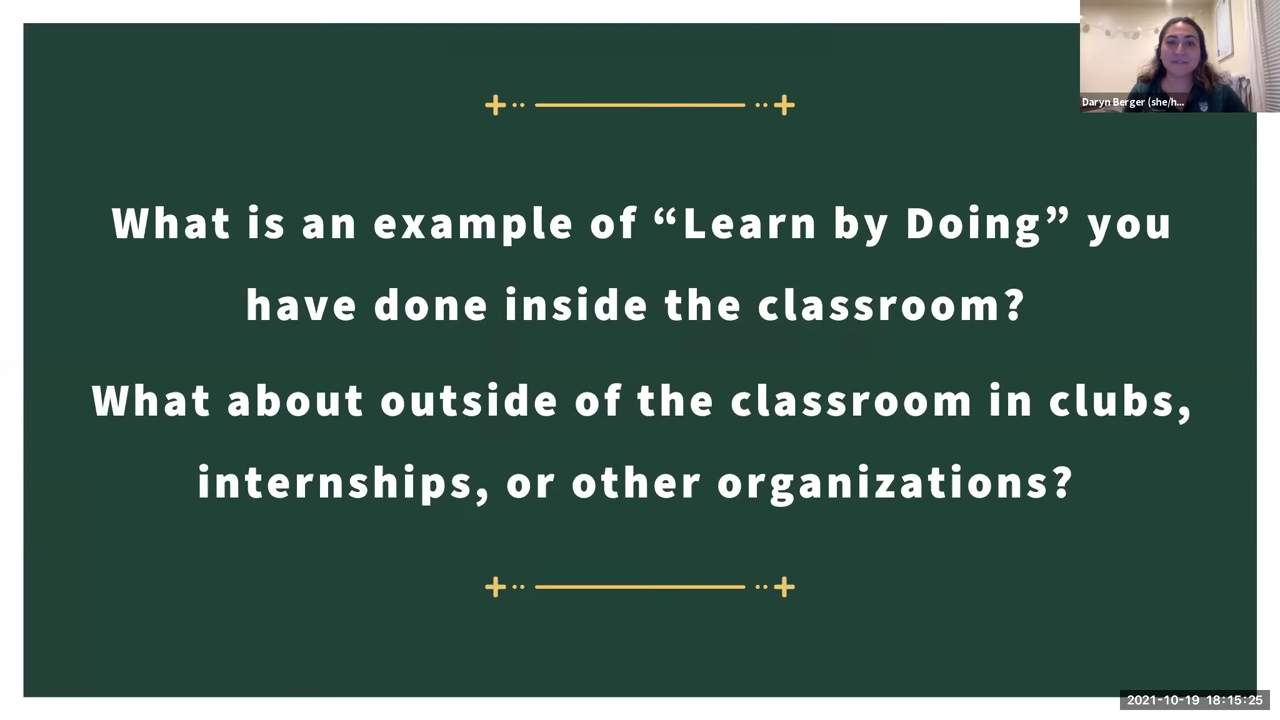 Daryn Berger (she/h...
What is an example of “Learn by Doing” you
have done inside the classroom?
What about outside of the classroom in clubs,
internships, or other organizations?
2021-10-19 18:15:25